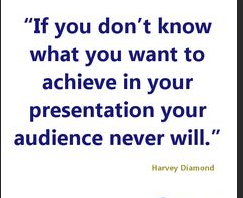 “If you don’t know
what you want to
achieve in your
presentation your
audience never will.”
Harvey Diamond